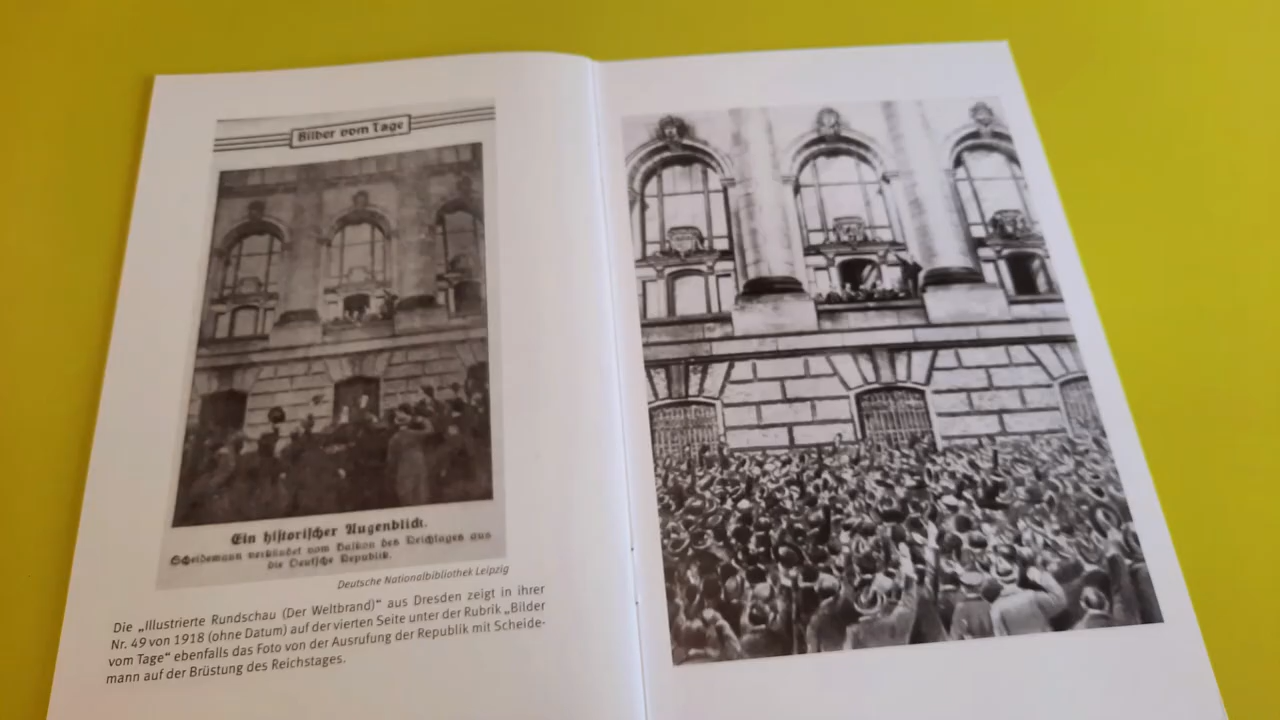 Bilder vom Tage
Ein historischer Augenblick.
Scheidemann verkündet vom Balkon des Reichtages aus
die Deutsche Republik.
Deutsche Nationalbibliothek Leipzig
Die „Illustrierte Rundschau (Der Weltbrand)“ aus Dresden zeigt in ihrer
Nr. 49 von 1918 (ohne Datum) auf der vierten Seite unter der Rubrik „Bilder
vom Tage“ ebenfalls das Foto von der Ausrufung der Republik mit Scheide-
mann auf der Brüstung des Reichstages.